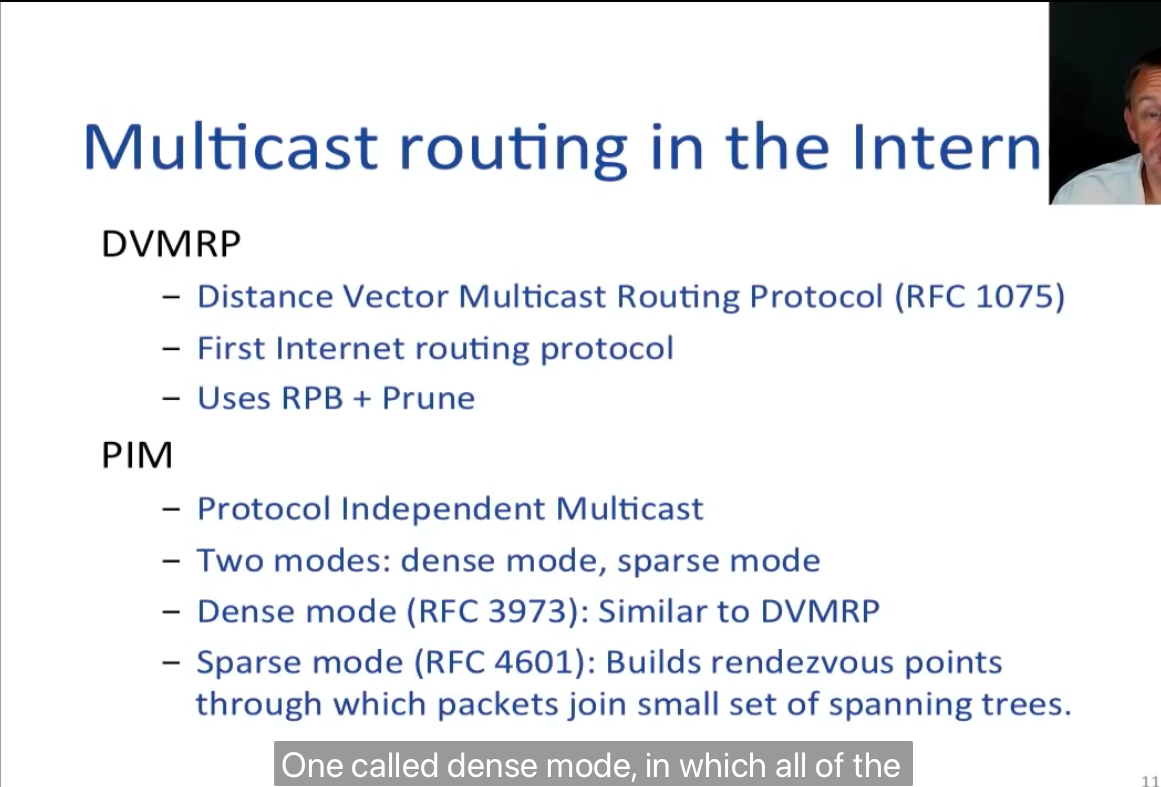 Multicast routing in the Intern
DVMRP
– Distance Vector Multicast Routing Protocol (RFC 1075)
– First Internet routing protocol
– Uses RPB + Prune
PIM
– Protocol Independent Multicast
– Two modes: dense mode, sparse mode
– Dense mode (RFC 3973): Similar to DVMRP
– Sparse mode (RFC 4601): Builds rendezvous points
through which packets join small set of spanning trees.
One called dense mode, in which all of the
11